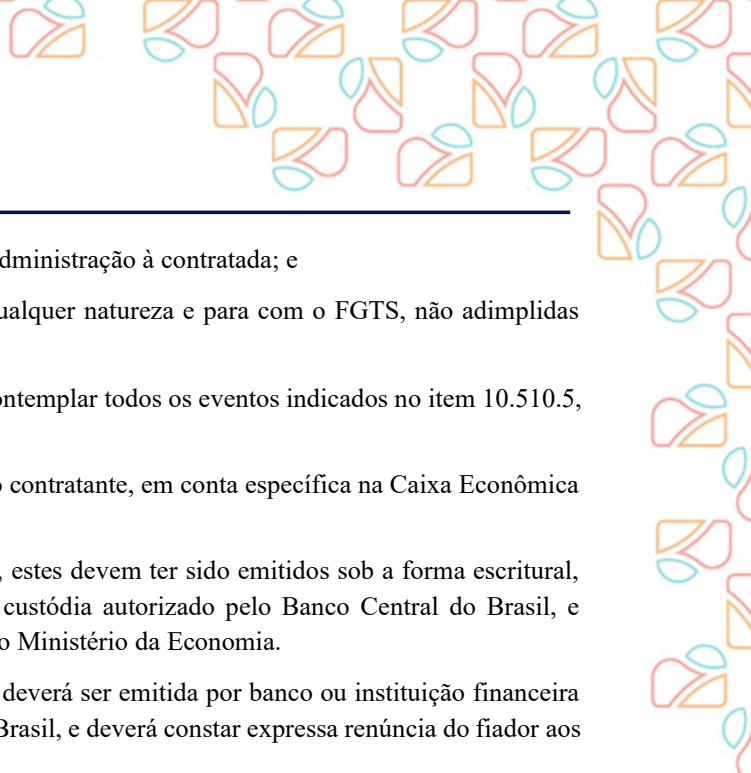 dministração à contratada; e
ualquer natureza e para com o FGTS, não adimplidas
ontemplar todos os eventos indicados no item 10.510.5,
o contratante, em conta específica na Caixa Econômica
, estes devem ter sido emitidos sob a forma escritural,
custódia autorizado pelo Banco Central do Brasil, e
o Ministério da Economia.
deverá ser emitida por banco ou instituição financeira
Brasil, e deverá constar expressa renúncia do fiador aos